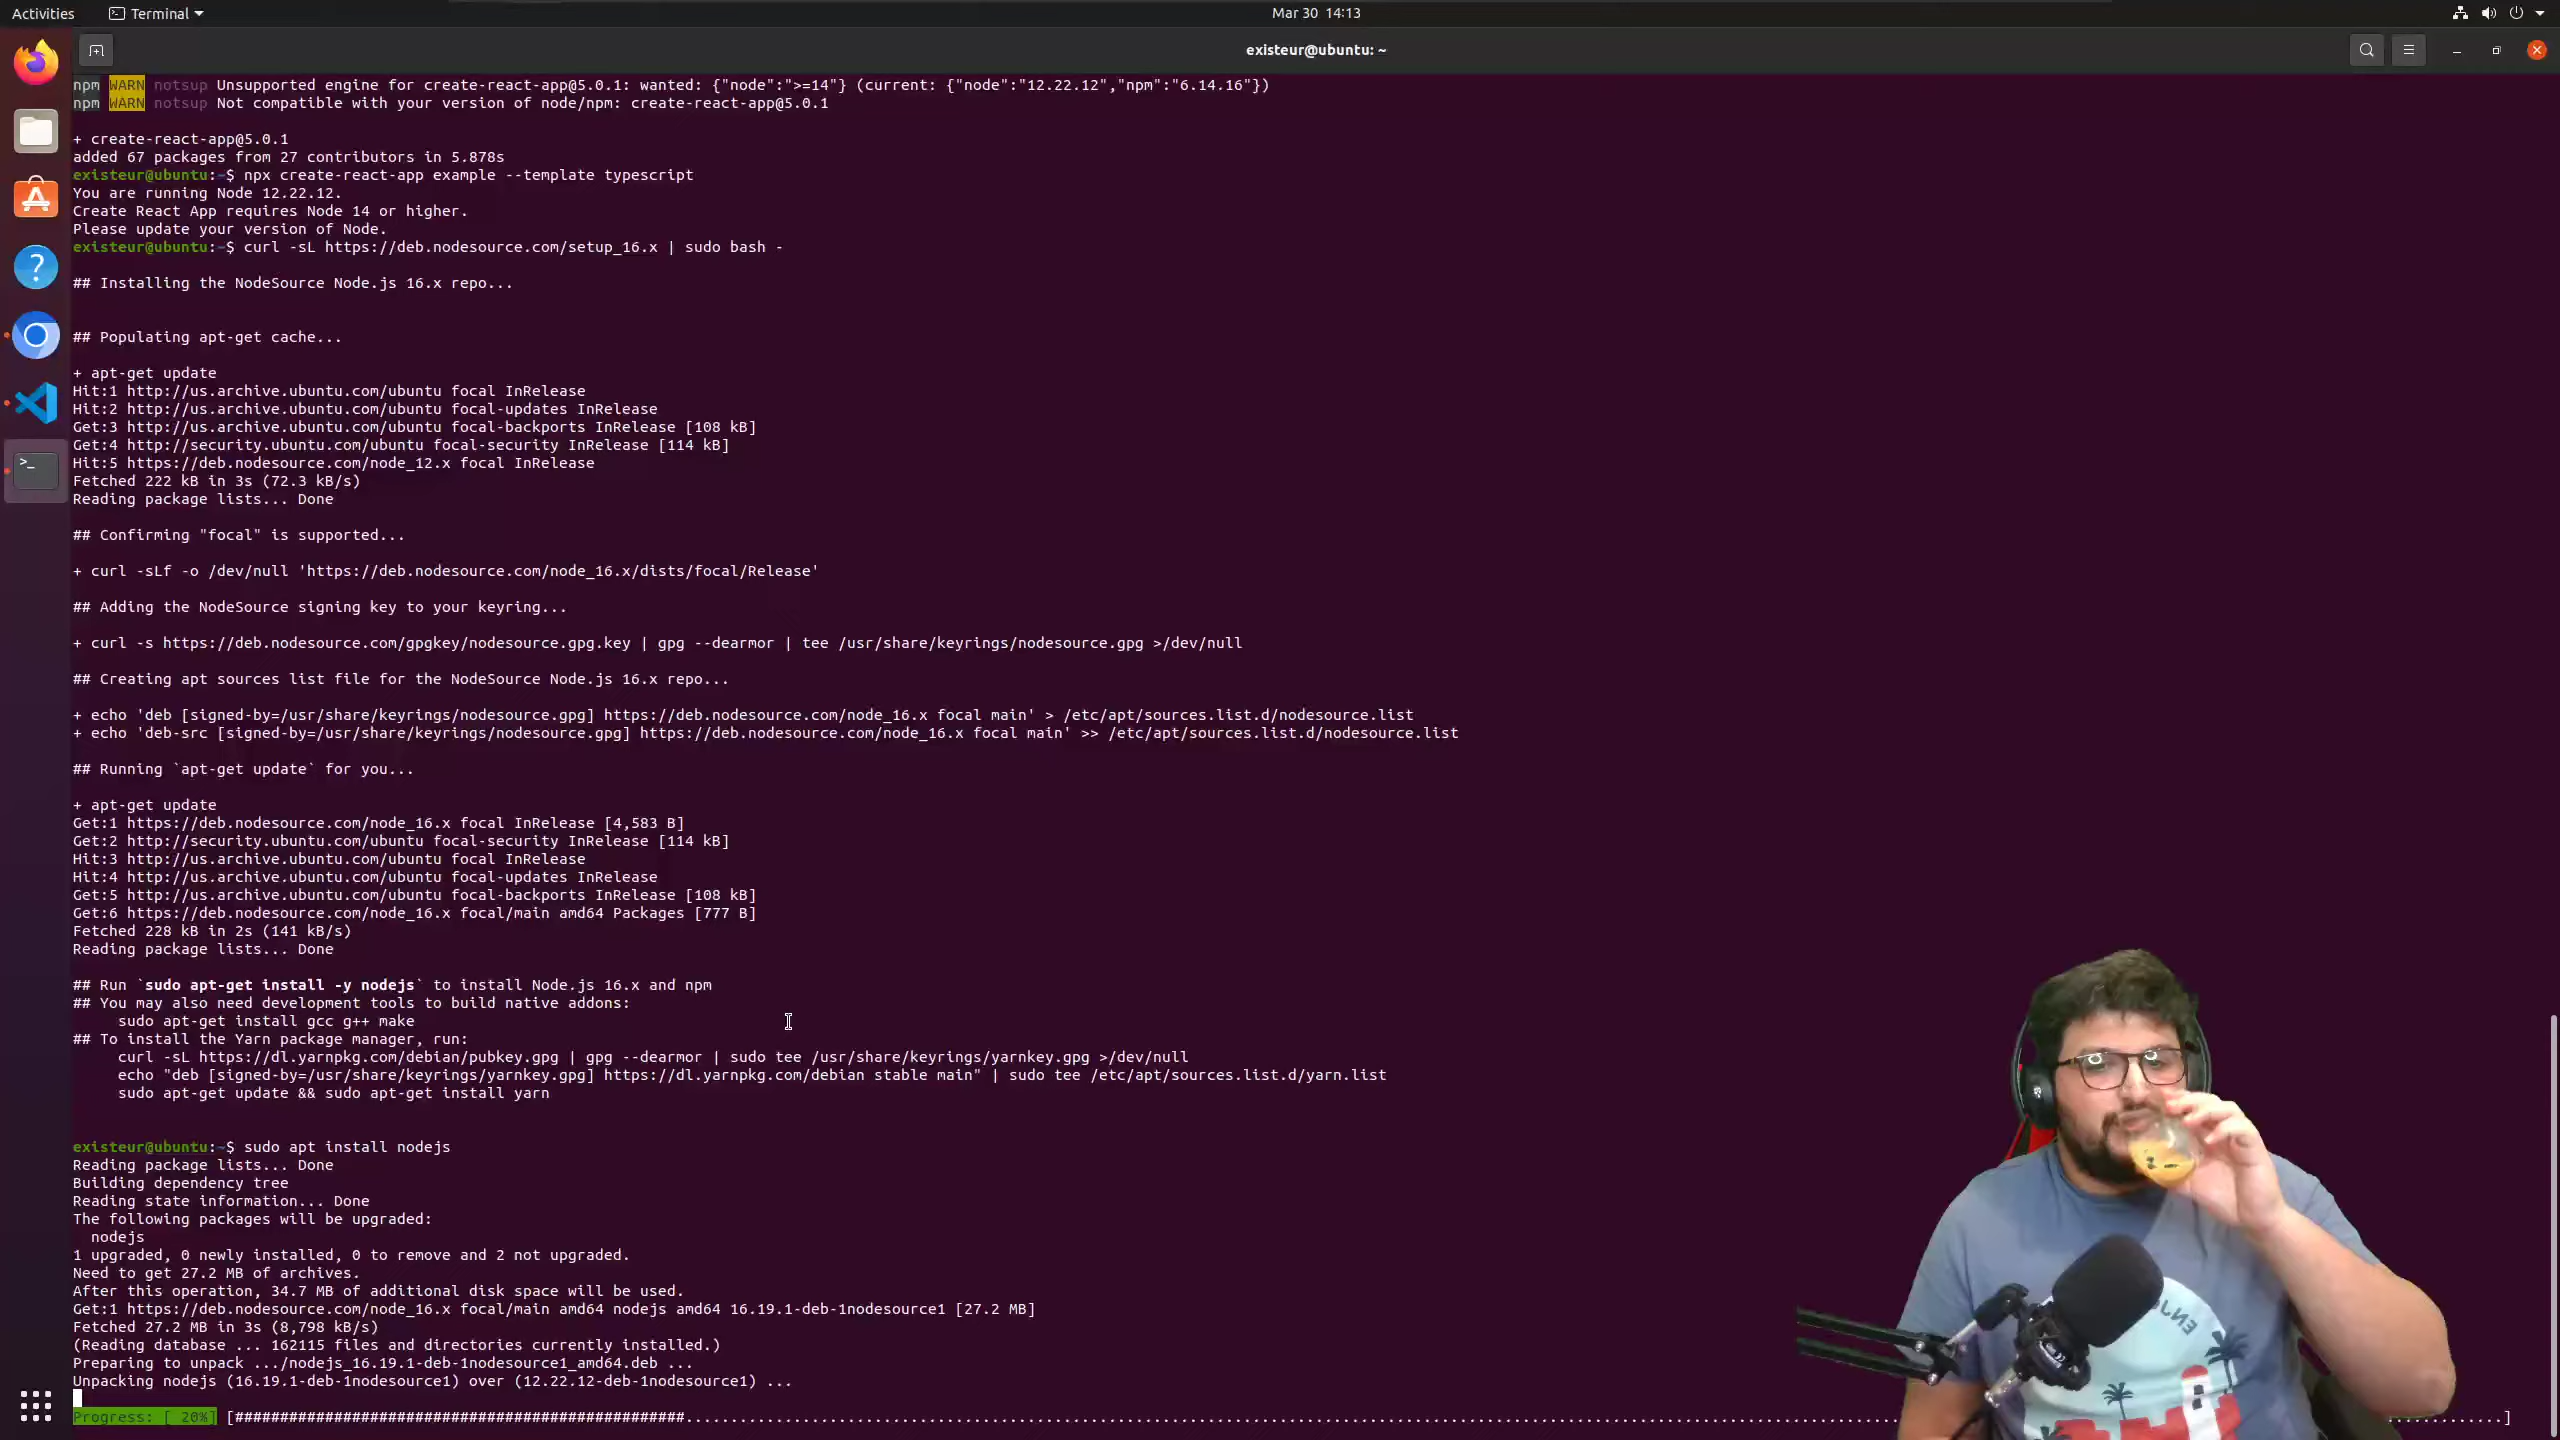 Activities
Terminal
Mar 30 14:13
existeur@ubuntu: ~
npm WARN notsup Unsupported engine for create-react-app@5.0.1: wanted: {"node":">=14"} (current: {"node":"12.22.12","npm":"6.14.16"})
npm WARN notsup Not compatible with your version of node/npm: create-react-app@5.0.1
+ create-react-app@5.0.1
added 67 packages from 27 contributors in 5.878s
existeur@ubuntu:~$ npx create-react-app example --template typescript
You are running Node 12.22.12.
Create React App requires Node 14 or higher.
Please update your version of Node.
existeur@ubuntu:~$ curl -sL https://deb.nodesource.com/setup_16.x | sudo bash -
## Installing the NodeSource Node.js 16.x repo...
## Populating apt-get cache...
+ apt-get update
Hit:1 http://us.archive.ubuntu.com/ubuntu focal InRelease
Hit:2 http://us.archive.ubuntu.com/ubuntu focal-updates InRelease
Get:3 http://us.archive.ubuntu.com/ubuntu focal-backports InRelease [108 kB]
Get:4 http://security.ubuntu.com/ubuntu focal-security InRelease [114 kB]
Hit:5 https://deb.nodesource.com/node_12.x focal InRelease
Fetched 222 kB in 3s (72.3 kB/s)
Reading package lists... Done
## Confirming "focal" is supported...
+ curl -sLf -o /dev/null 'https://deb.nodesource.com/node_16.x/dists/focal/Release'
## Adding the NodeSource signing key to your keyring...
+ curl -s https://deb.nodesource.com/gpgkey/nodesource.gpg.key | gpg --dearmor | tee /usr/share/keyrings/nodesource.gpg >/dev/null
## Creating apt sources list file for the NodeSource Node.js 16.x repo...
+ echo 'deb [signed-by=/usr/share/keyrings/nodesource.gpg] https://deb.nodesource.com/node_16.x focal main' > /etc/apt/sources.list.d/nodesource.list
+ echo 'deb-src [signed-by=/usr/share/keyrings/nodesource.gpg] https://deb.nodesource.com/node_16.x focal main' >> /etc/apt/sources.list.d/nodesource.list
## Running `apt-get update` for you...
+ apt-get update
Get:1 https://deb.nodesource.com/node_16.x focal InRelease [4,583 B]
Get:2 http://security.ubuntu.com/ubuntu focal-security InRelease [114 kB]
Hit:3 http://us.archive.ubuntu.com/ubuntu focal InRelease
Hit:4 http://us.archive.ubuntu.com/ubuntu focal-updates InRelease
Get:5 http://us.archive.ubuntu.com/ubuntu focal-backports InRelease [108 kB]
Get:6 https://deb.nodesource.com/node_16.x focal/main amd64 Packages [777 B]
Fetched 228 kB in 2s (141 kB/s)
Reading package lists... Done
## Run `sudo apt-get install -y nodejs` to install Node.js 16.x and npm
## You may also need development tools to build native addons:
sudo apt-get install gcc g++ make
## To install the Yarn package manager, run:
curl -sL https://dl.yarnpkg.com/debian/pubkey.gpg | gpg --dearmor | sudo tee /usr/share/keyrings/yarnkey.gpg >/dev/null
echo "deb [signed-by=/usr/share/keyrings/yarnkey.gpg] https://dl.yarnpkg.com/debian stable main" | sudo tee /etc/apt/sources.list.d/yarn.list
sudo apt-get update && sudo apt-get install yarn
existeur@ubuntu:~$ sudo apt install nodejs
Reading package lists... Done
Building dependency tree
Reading state information... Done
The following packages will be upgraded:
nodejs
1 upgraded, 0 newly installed, 0 to remove and 2 not upgraded.
Need to get 27.2 MB of archives.
After this operation, 34.7 MB of additional disk space will be used.
Get:1 https://deb.nodesource.com/node_16.x focal/main amd64 nodejs amd64 16.19.1-deb-1nodesource1 [27.2 MB]
Fetched 27.2 MB in 3s (8,798 kB/s)
(Reading database ... 162115 files and directories currently installed.)
Preparing to unpack .../nodejs_16.19.1-deb-1nodesource1_amd64.deb ...
Unpacking nodejs (16.19.1-deb-1nodesource1) over (12.22.12-deb-1nodesource1) ...
Progress: [ 20%]